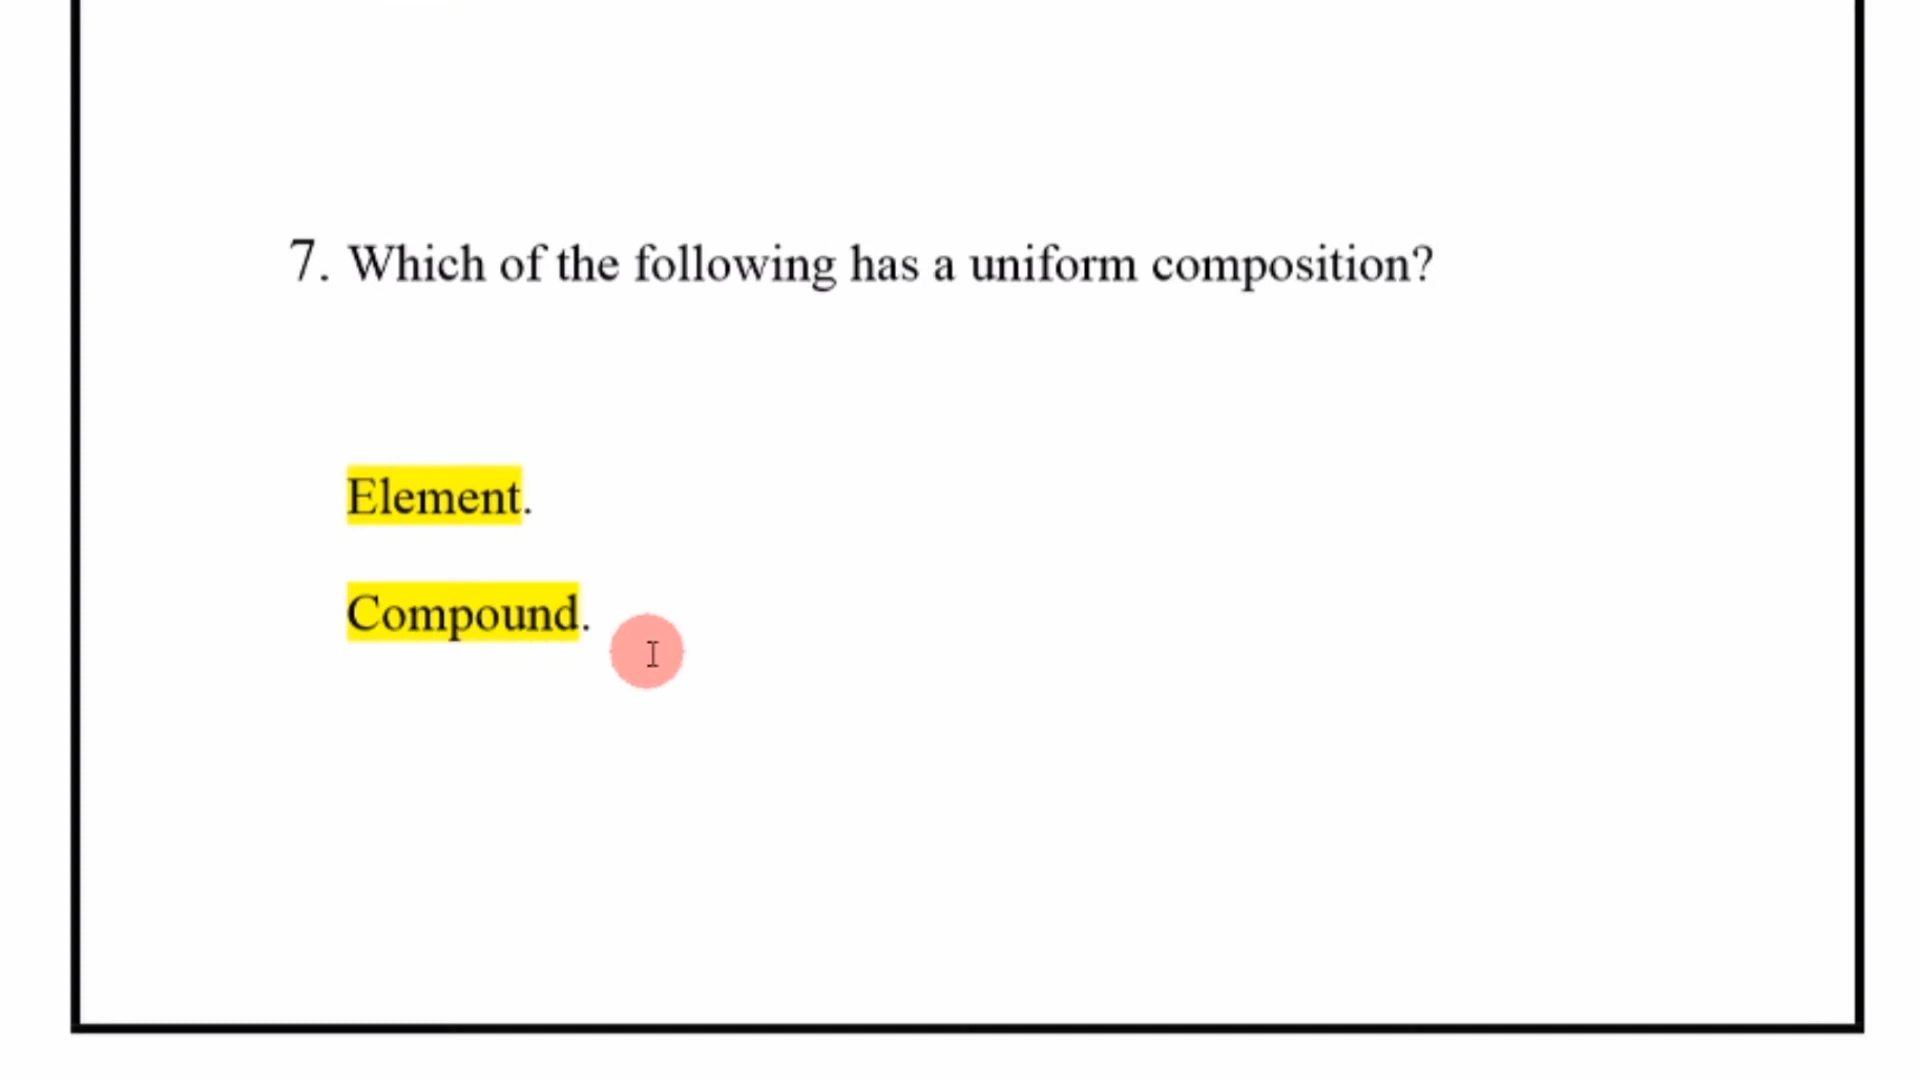 7. Which of the following has a uniform composition?
Element.
Compound.